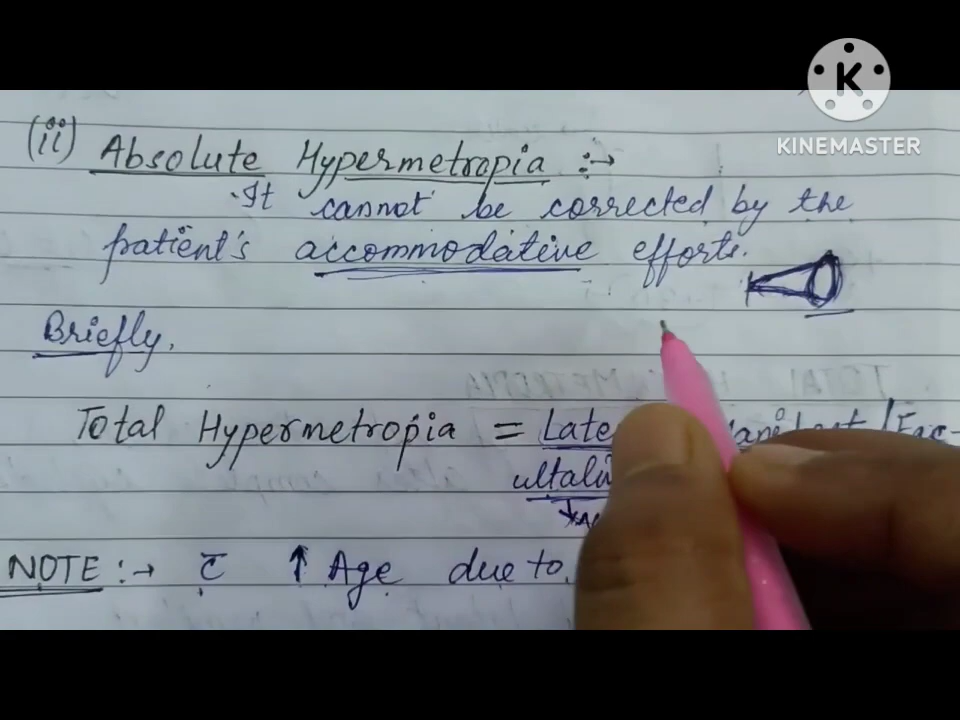 KINEMASTER
(ii) Absolute Hypermetropia :→
It cannot be corrected by the
patient's accommodative efforts.
Briefly,
Total Hypermetropia =
NOTE :→ c̄ ↑ Age due to